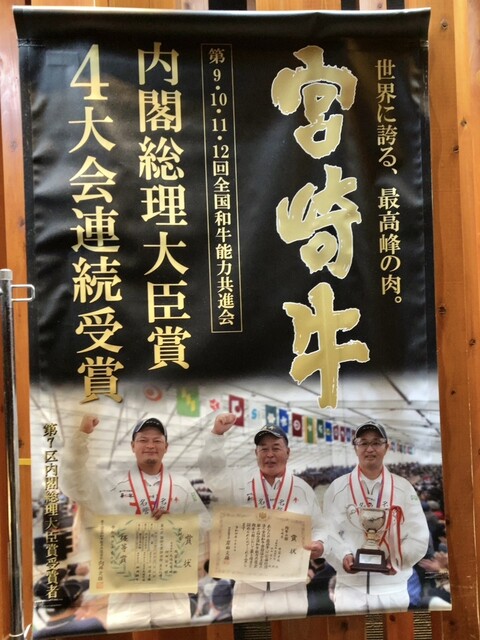 世界に誇る、最高峰の肉。
宮崎牛
第9・10・11・12回全国和牛能力共進会
内閣総理大臣賞
4大会連続受賞
第7区内閣総理大臣賞受賞者
賞状